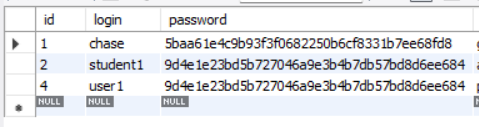 id login password
1 chase 5baa61e4c9b93f3f0682250b6cf8331b7ee68fd8
2 student1 9d4e1e23bd5b727046a9e3b4b7db57bd8d6ee684
4 user1 9d4e1e23bd5b727046a9e3b4b7db57bd8d6ee684
NULL NULL NULL